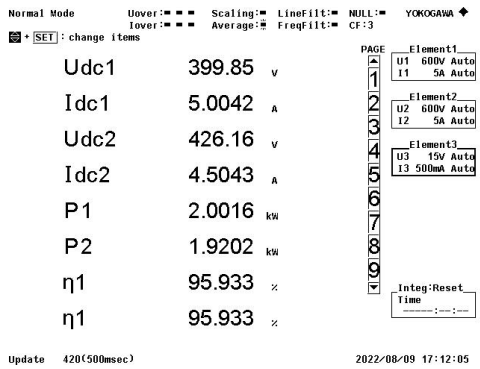 Normal Mode Uover: Scaling: LineFilt: NULL: YOKOGAWA
Iover: Average: FreqFilt: CF:3
+ SET : change items
PAGE
Udc1 399.85 V
Idc1 5.0042 A
Udc2 426.16 V
Idc2 4.5043 A
P1 2.0016 kW
P2 1.9202 kW
η1 95.933 %
η1 95.933 %
1
2
3
4
5
6
7
8
9
Element1
U1 600V Auto
I1 5A Auto
Element2
U2 600V Auto
I2 5A Auto
Element3
U3 15V Auto
I3 500mA Auto
Integ:Reset
Time
-----:--:--
Update 420(500msec) 2022/08/09 17:12:05